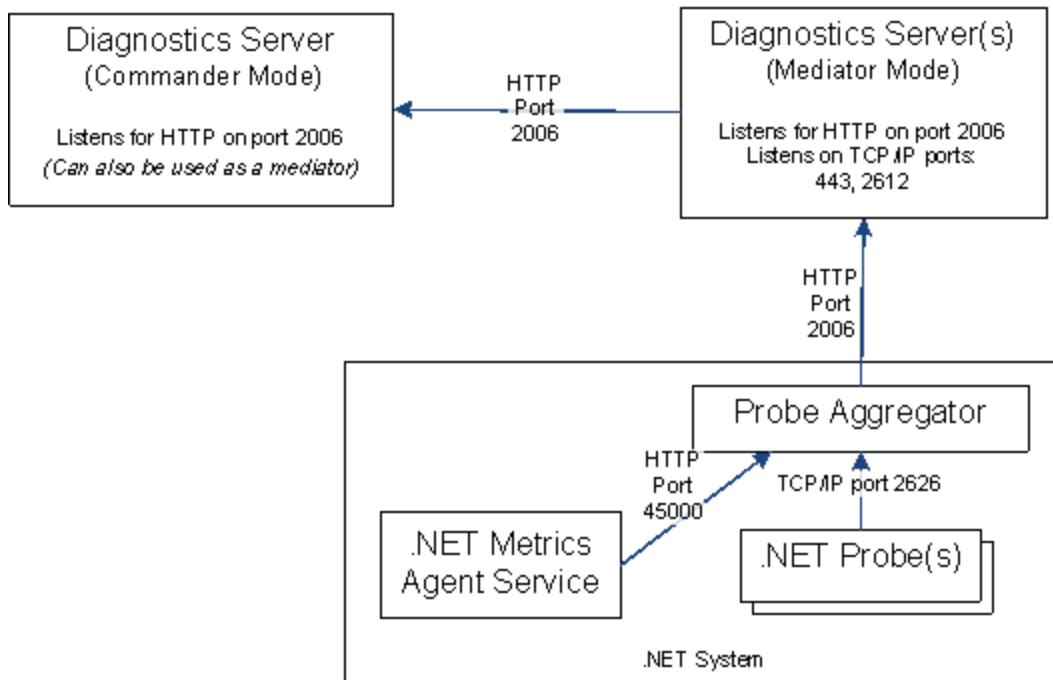 Diagnostics Server
(Commander Mode)
Listens for HTTP on port 2006
(Can also be used as a mediator)
HTTP
Port
2006
Diagnostics Server(s)
(Mediator Mode)
Listens for HTTP on port 2006
Listens on TCP/IP ports:
443, 2612
HTTP
Port
2006
Probe Aggregator
HTTP
Port
45000
TCP/IP port 2626
.NET Metrics
Agent Service
.NET Probe(s)
.NET System